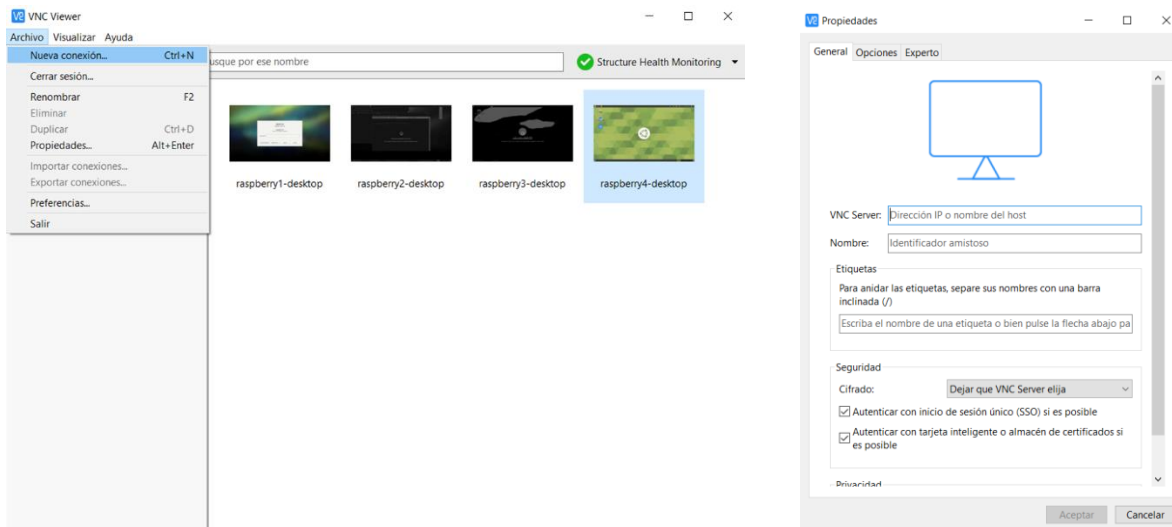 VNC Viewer
Archivo Visualizar Ayuda
Nueva conexión... Ctrl+N
Cerrar sesión...
Renombrar F2
Eliminar
Duplicar Ctrl+D
Propiedades... Alt+Enter
Importar conexiones...
Exportar conexiones...
Preferencias...
Salir
usque por ese nombre
Structure Health Monitoring
raspberry1-desktop
raspberry2-desktop
raspberry3-desktop
raspberry4-desktop
Propiedades
General Opciones Experto
VNC Server: Dirección IP o nombre del host
Nombre: Identificador amistoso
Etiquetas
Para anidar las etiquetas, separe sus nombres con una barra
inclinada (/)
Escriba el nombre de una etiqueta o bien pulse la flecha abajo pa
Seguridad
Cifrado: Dejar que VNC Server elija
Autenticar con inicio de sesión único (SSO) si es posible
Autenticar con tarjeta inteligente o almacén de certificados si
es posible
Privacidad
Aceptar Cancelar